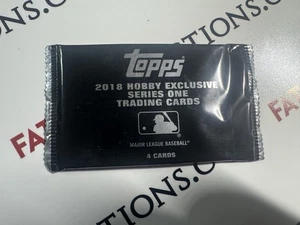 Topps
2018 HOBBY EXCLUSIVE
SERIES ONE
TRADING CARDS
MAJOR LEAGUE BASEBALL
4 CARDS